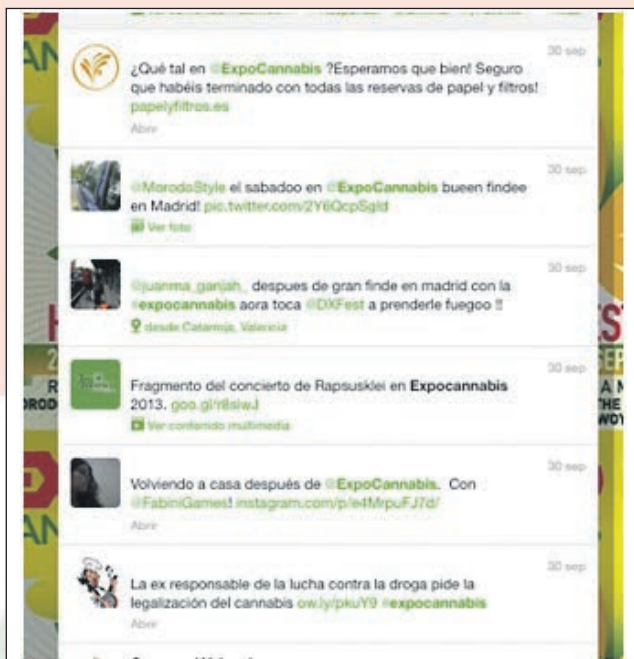 30 sep
¿Qué tal en @ExpoCannabis ?Esperamos que bien! Seguro
que habéis terminado con todas las reservas de papel y filtros!
papelyfiltros.es
Abrir
30 sep
@MorodoStyle el sabadoo en @ExpoCannabis bueen findee
en Madrid! pic.twitter.com/2Y6QcpSgld
Ver foto
30 sep
@juanma_ganjah_ despues de gran finde en madrid con la
#expocannabis aora toca @DXFest a prenderle fuegoo !!
desde Catarroja, Valencia
30 sep
Fragmento del concierto de Rapsusklei en Expocannabis
2013. goo.gl/r8siwJ
Ver contenido multimedia
30 sep
Volviendo a casa después de @ExpoCannabis. Con
@FabiniGames! instagram.com/p/e4MrpuFJ7d/
Abrir
30 sep
La ex responsable de la lucha contra la droga pide la
legalización del cannabis ow.ly/pkuY9 #expocannabis
Abrir